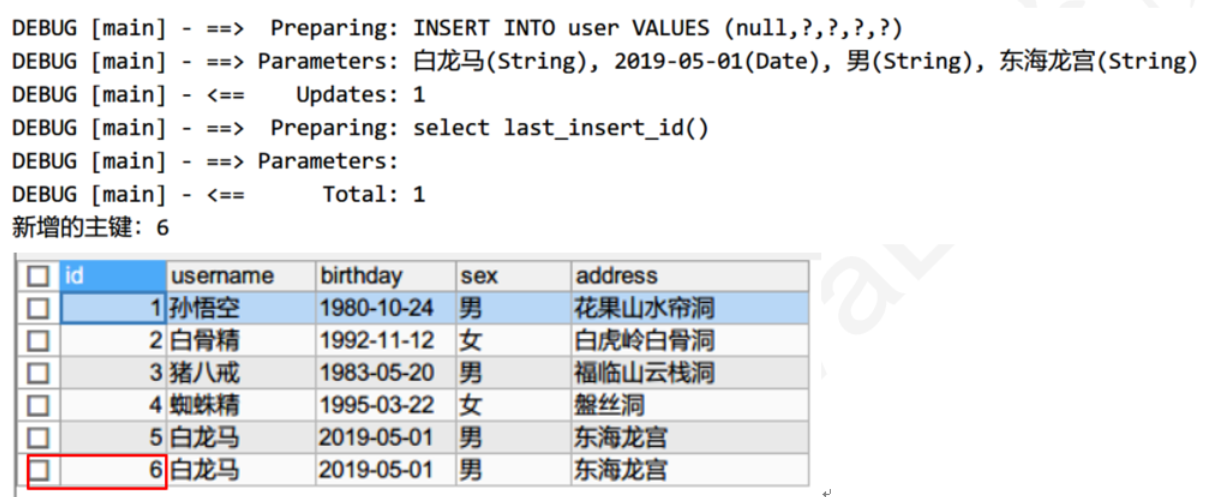 DEBUG [main] - ==>  Preparing: INSERT INTO user VALUES (null,?,?,?,?)
DEBUG [main] - ==> Parameters: 白龙马(String), 2019-05-01(Date), 男(String), 东海龙宫(String)
DEBUG [main] - <==    Updates: 1
DEBUG [main] - ==>  Preparing: select last_insert_id()
DEBUG [main] - ==> Parameters:
DEBUG [main] - <==      Total: 1
新增的主键：6
id username birthday sex address
1 孙悟空 1980-10-24 男 花果山水帘洞
2 白骨精 1992-11-12 女 白虎岭白骨洞
3 猪八戒 1983-05-20 男 福临山云栈洞
4 蜘蛛精 1995-03-22 女 盤丝洞
5 白龙马 2019-05-01 男 东海龙宫
6 白龙马 2019-05-01 男 东海龙宫